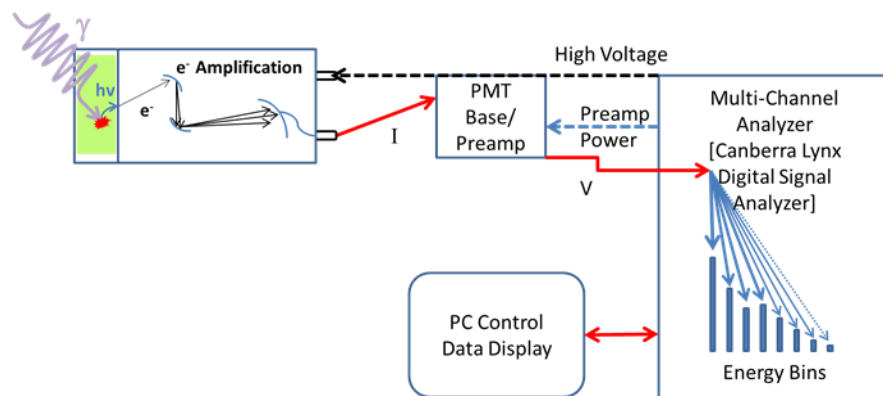 γ
hν
e⁻ Amplification
e⁻
I
High Voltage
PMT
Base/
Preamp
Preamp
Power
V
Multi-Channel
Analyzer
[Canberra Lynx
Digital Signal
Analyzer]
Energy Bins
PC Control
Data Display